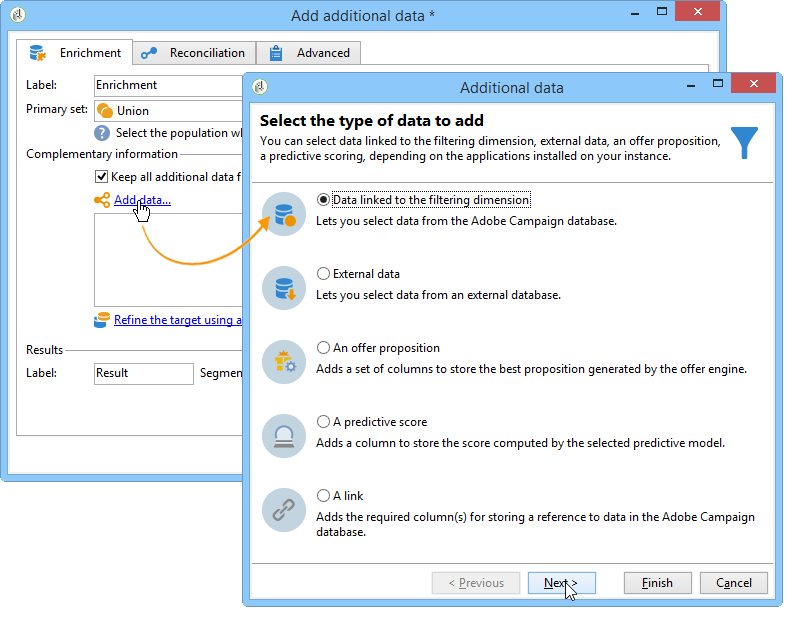 Add additional data *
Enrichment
Reconciliation
Advanced
Label:
Enrichment
Primary set:
Union
Select the population
Complementary information
Keep all additional data
Add data...
Refine the target using a
Results
Label:
Result
Segmen
Additional data
Select the type of data to add
You can select data linked to the filtering dimension, external data, an offer proposition,
a predictive scoring, depending on the applications installed on your instance.
Data linked to the filtering dimension
Lets you select data from the Adobe Campaign database.
External data
Lets you select data from an external database.
An offer proposition
Adds a set of columns to store the best proposition generated by the offer engine.
A predictive score
Adds a column to store the score computed by the selected predictive model.
A link
Adds the required column(s) for storing a reference to data in the Adobe Campaign
database.
< Previous
Next >
Finish
Cancel